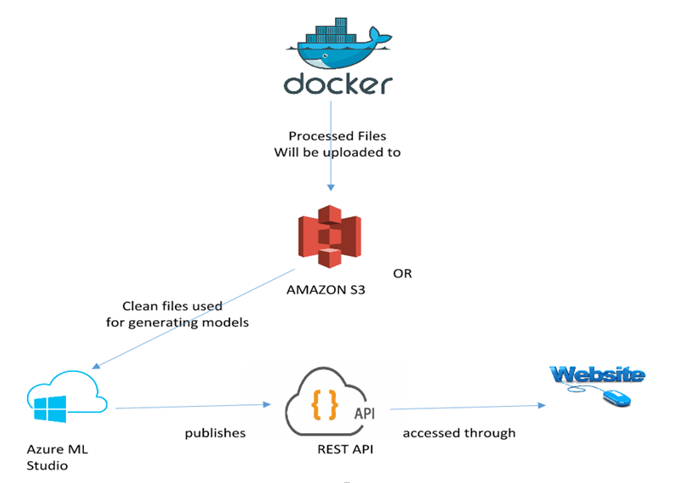 docker
Processed Files
Will be uploaded to
OR
AMAZON S3
Clean files used
for generating models
Website
{ } API
publishes
accessed through
Azure ML
Studio
REST API